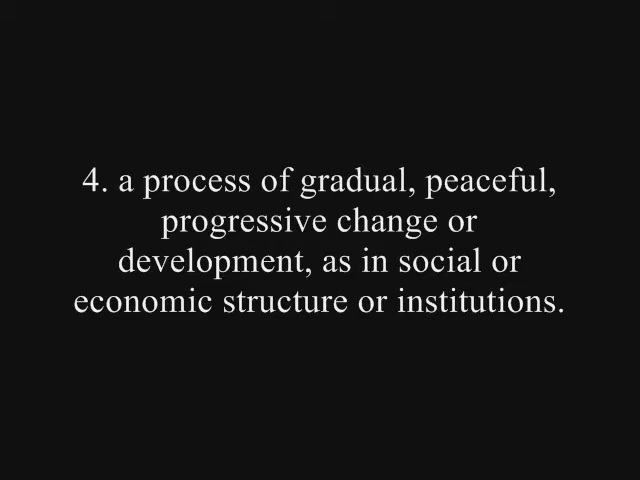 4. a process of gradual, peaceful,
progressive change or
development, as in social or
economic structure or institutions.